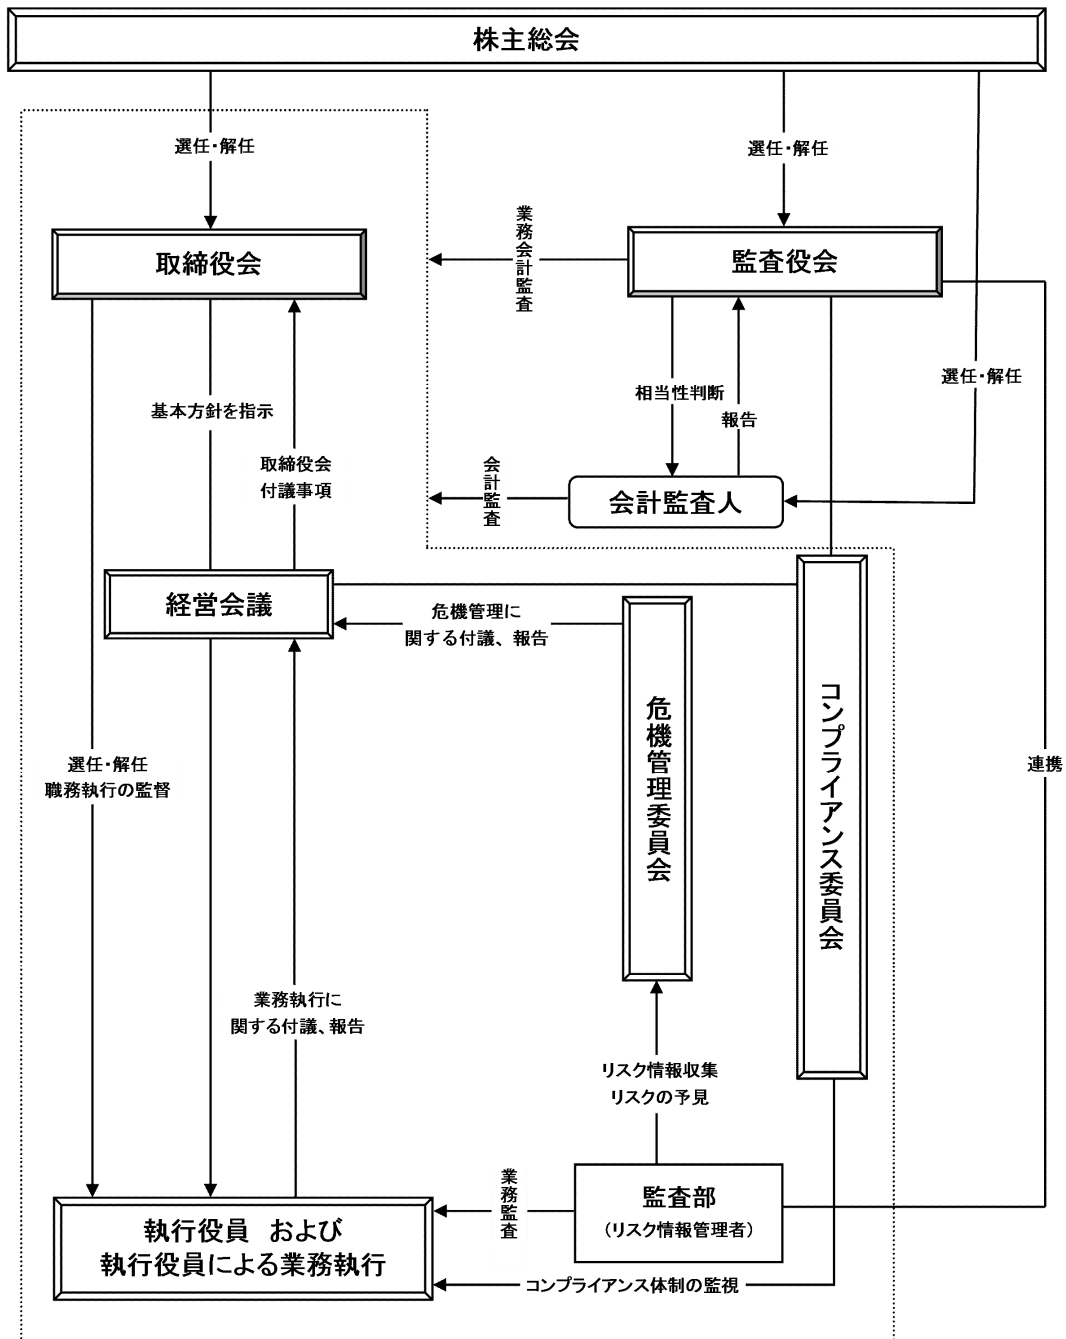 株主総会
選任・解任
選任・解任
取締役会
業務会計監査
監査役会
選任・解任
相当性判断
報告
基本方針を指示
取締役会
付議事項
会計監査
会計監査人
経営会議
危機管理に
関する付議、報告
危機管理委員会
コンプライアンス委員会
選任・解任
職務執行の監督
連携
業務執行に
関する付議、報告
リスク情報収集
リスクの予見
業務監査
監査部
（リスク情報管理者）
執行役員 および
執行役員による業務執行
コンプライアンス体制の監視